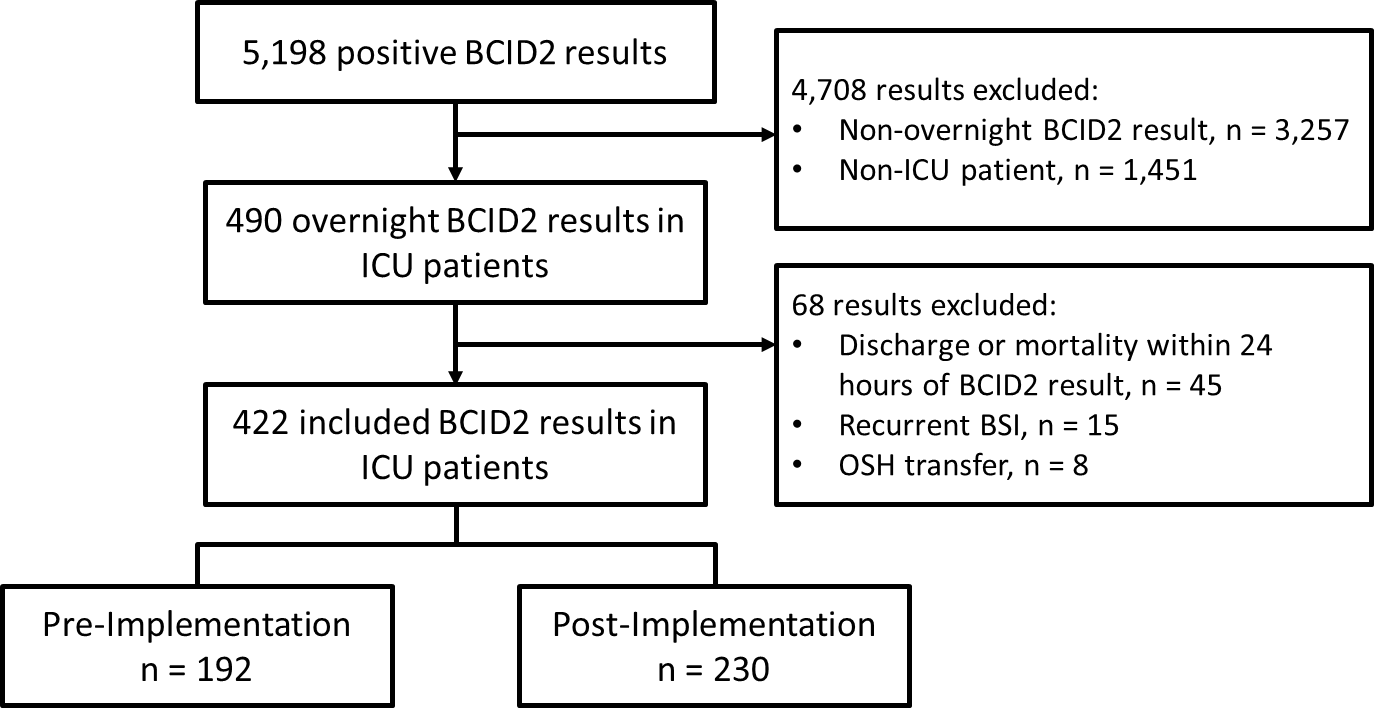 5,198 positive BCID2 results
4,708 results excluded:
• Non-overnight BCID2 result, n = 3,257
• Non-ICU patient, n = 1,451
490 overnight BCID2 results in
ICU patients
68 results excluded:
• Discharge or mortality within 24
hours of BCID2 result, n = 45
• Recurrent BSI, n = 15
• OSH transfer, n = 8
422 included BCID2 results in
ICU patients
Pre-Implementation
n = 192
Post-Implementation
n = 230